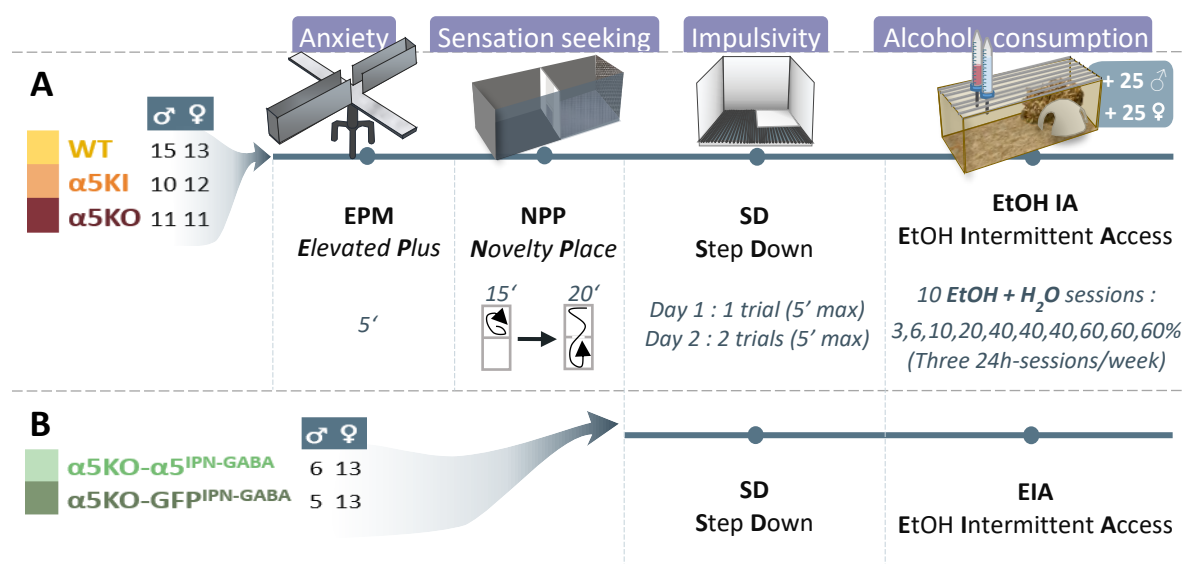 Anxiety
Sensation seeking
Impulsivity
Alcohol consumption
A
♂ ♀
WT 15 13
α5KI 10 12
α5KO 11 11
+ 25 ♂
+ 25 ♀
EPM
Elevated Plus
5‘
NPP
Novelty Place
15‘ 20‘
SD
Step Down
Day 1 : 1 trial (5’ max)
Day 2 : 2 trials (5’ max)
EtOH IA
EtOH Intermittent Access
10 EtOH + H₂O sessions :
3,6,10,20,40,40,40,60,60,60%
(Three 24h-sessions/week)
B
♂ ♀
α5KO-α5ᴵᴾᴺ⁻ᴳᴬᴮᴬ 6 13
α5KO-GFPᴵᴾᴺ⁻ᴳᴬᴮᴬ 5 13
SD
Step Down
EIA
EtOH Intermittent Access